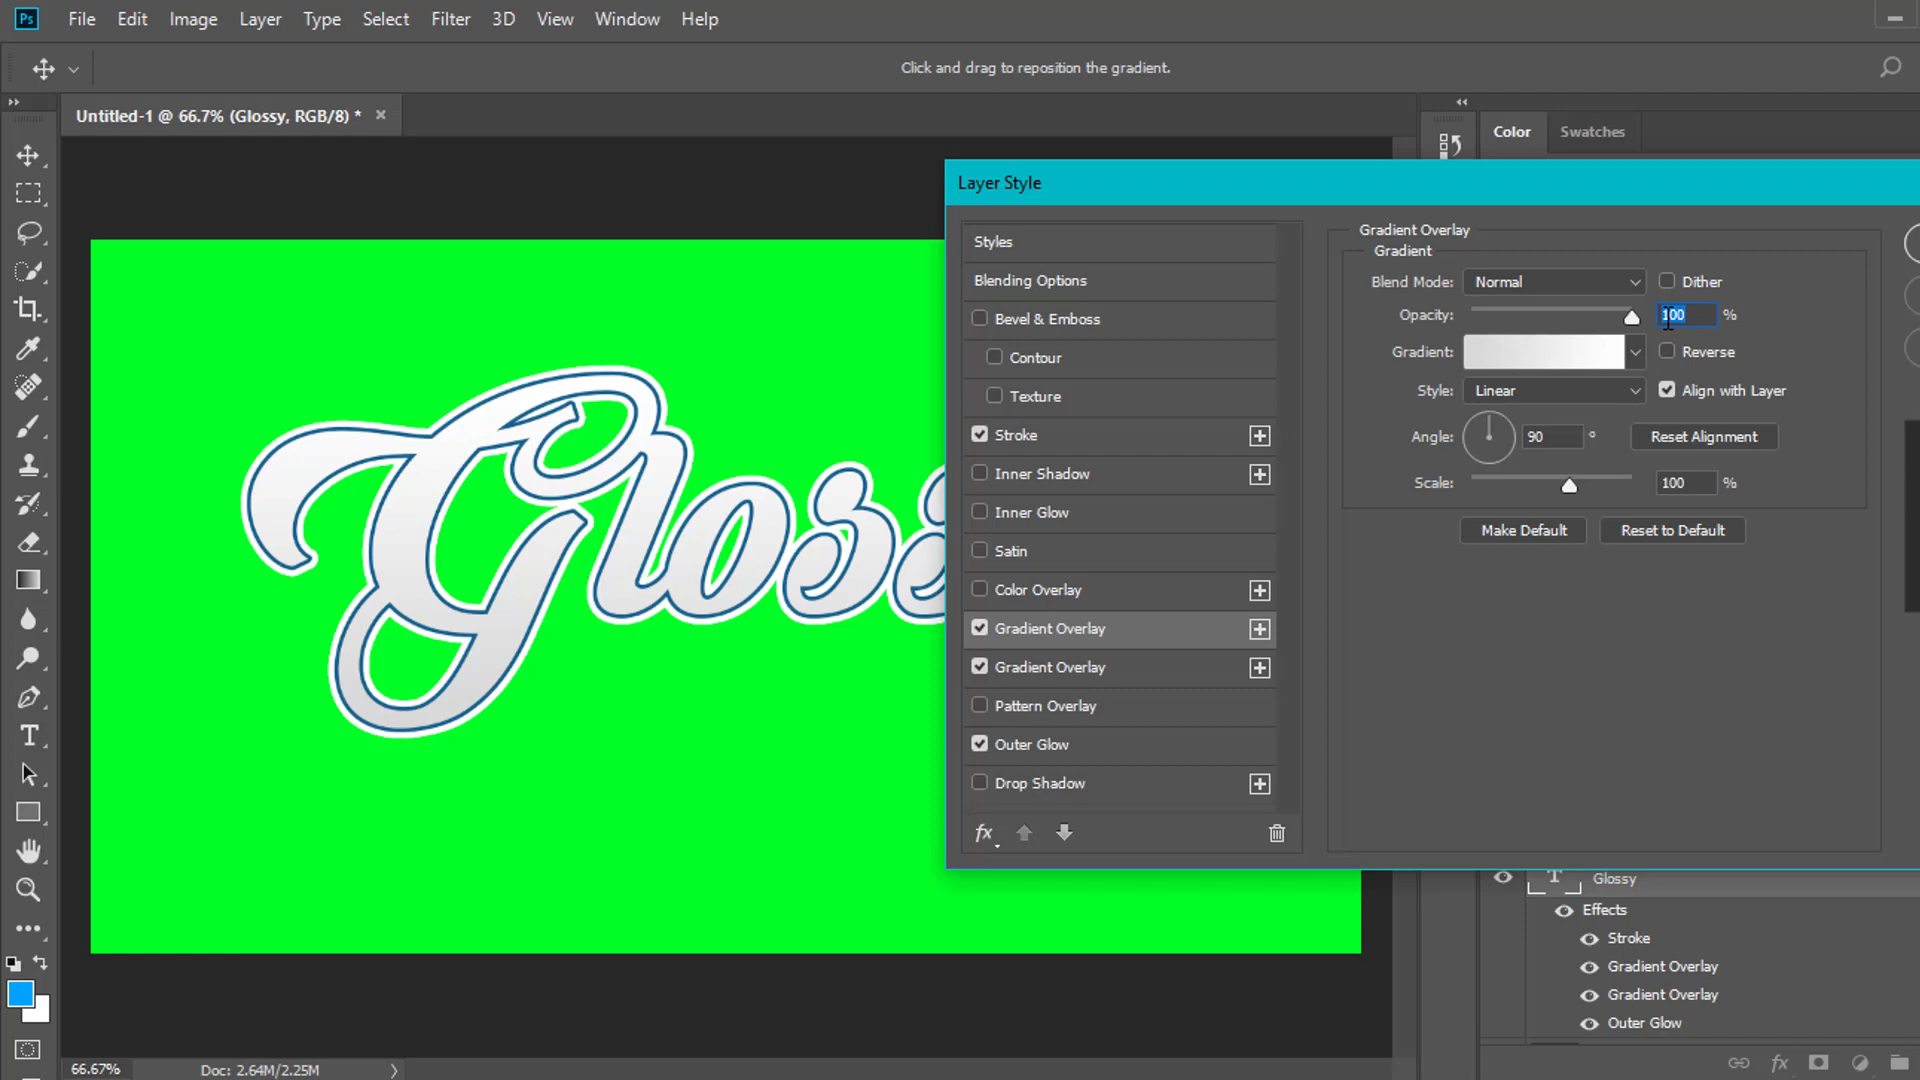 Ps File Edit Image Layer Type Select Filter 3D View Window Help
Click and drag to reposition the gradient.
Untitled-1 @ 66.7% (Glossy, RGB/8) * ×
Color Swatches
Layer Style
Styles
Blending Options
Bevel & Emboss
Contour
Texture
Stroke
Inner Shadow
Inner Glow
Satin
Color Overlay
Gradient Overlay
Gradient Overlay
Pattern Overlay
Outer Glow
Drop Shadow
fx
Gradient Overlay
Gradient
Blend Mode: Normal Dither
Opacity: 100 %
Gradient: Reverse
Style: Linear Align with Layer
Angle: 90 ° Reset Alignment
Scale: 100 %
Make Default Reset to Default
Gloss
T Glossy
Effects
Stroke
Gradient Overlay
Gradient Overlay
Outer Glow
fx
66.67% Doc: 2.64M/2.25M